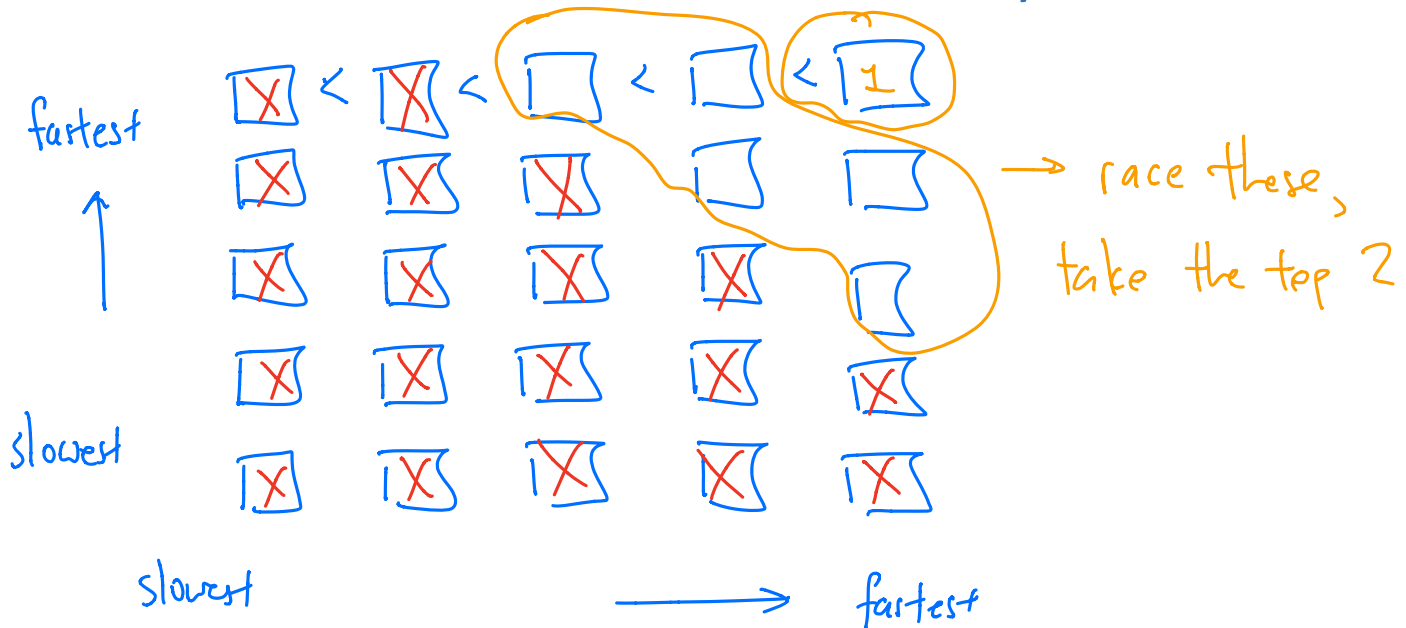 X < X < < < 1
fastest
X X X
→ race these,
X X X X
take the top 2
X X X X X
slowest
X X X X X
slowest → fastest